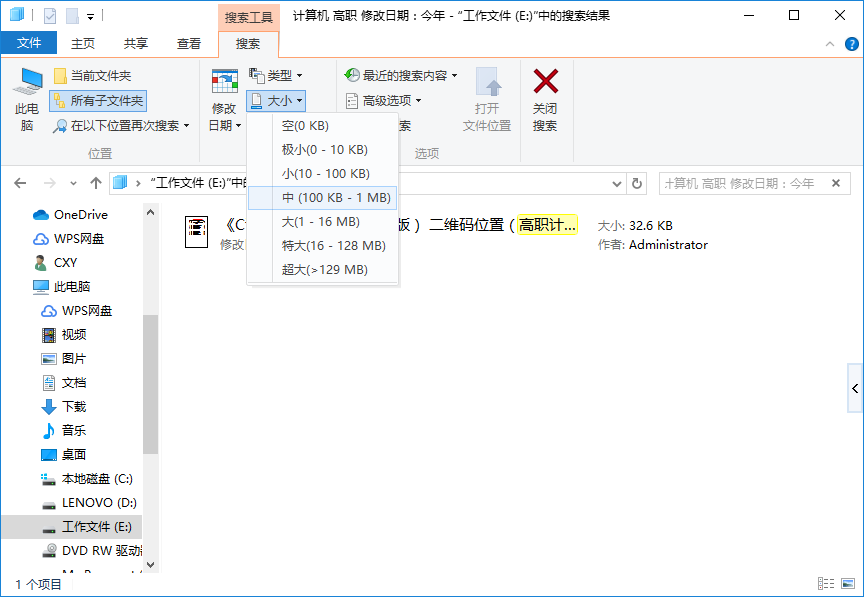 搜索工具
计算机 高职 修改日期：今年 - "工作文件 (E:)"中的搜索结果
文件
主页
共享
查看
搜索
此电脑
当前文件夹
所有子文件夹
在以下位置再次搜索
位置
修改日期
类型
大小
最近的搜索内容
高级选项
索
选项
打开
文件位置
关闭
搜索
空(0 KB)
极小(0 - 10 KB)
小(10 - 100 KB)
中 (100 KB - 1 MB)
大(1 - 16 MB)
特大(16 - 128 MB)
超大(>129 MB)
"工作文件 (E:)"中
计算机 高职 修改日期：今年
OneDrive
WPS网盘
CXY
此电脑
WPS网盘
视频
图片
文档
下载
音乐
桌面
本地磁盘 (C:)
LENOVO (D:)
工作文件 (E:)
DVD RW 驱动
《C
版） 二维码位置（高职计...
修改
大小: 32.6 KB
作者: Administrator
1 个项目